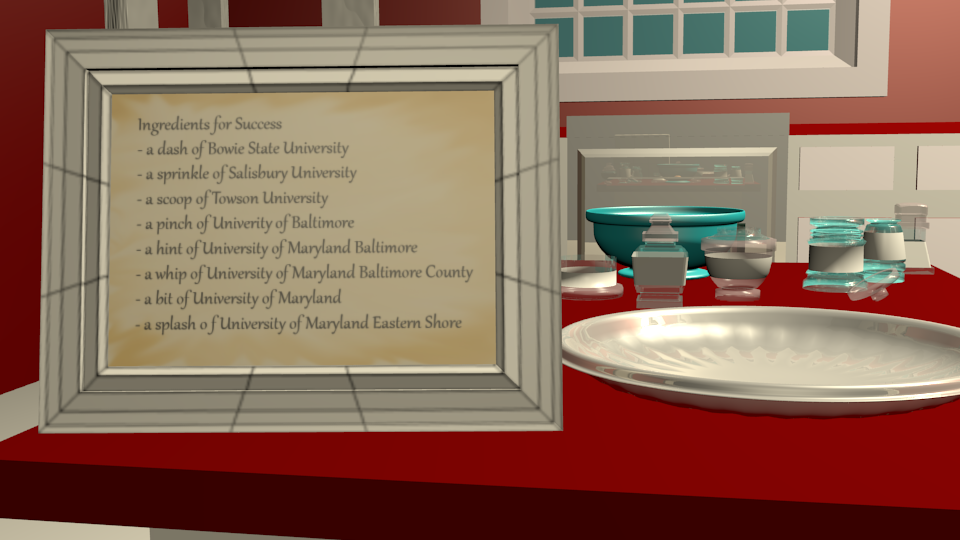 Ingredients for Success
- a dash of Bowie State University
- a sprinkle of Salisbury University
- a scoop of Towson University
- a pinch of Univerity of Baltimore
- a hint of University of Maryland Baltimore
- a whip of University of Maryland Baltimore County
- a bit of University of Maryland
- a splash of University of Maryland Eastern Shore